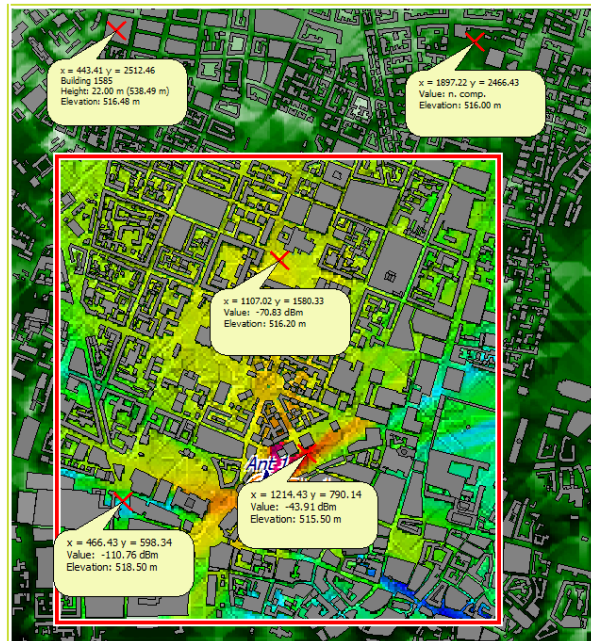 x = 443.41 y = 2512.46
Building 1585
Height: 22.00 m (538.49 m)
Elevation: 516.48 m
x = 1897.22 y = 2466.43
Value: n. comp.
Elevation: 516.00 m
x = 1107.02 y = 1580.33
Value: -70.83 dBm
Elevation: 516.20 m
Ant 1
x = 1214.43 y = 790.14
Value: -43.91 dBm
Elevation: 515.50 m
x = 466.43 y = 598.34
Value: -110.76 dBm
Elevation: 518.50 m